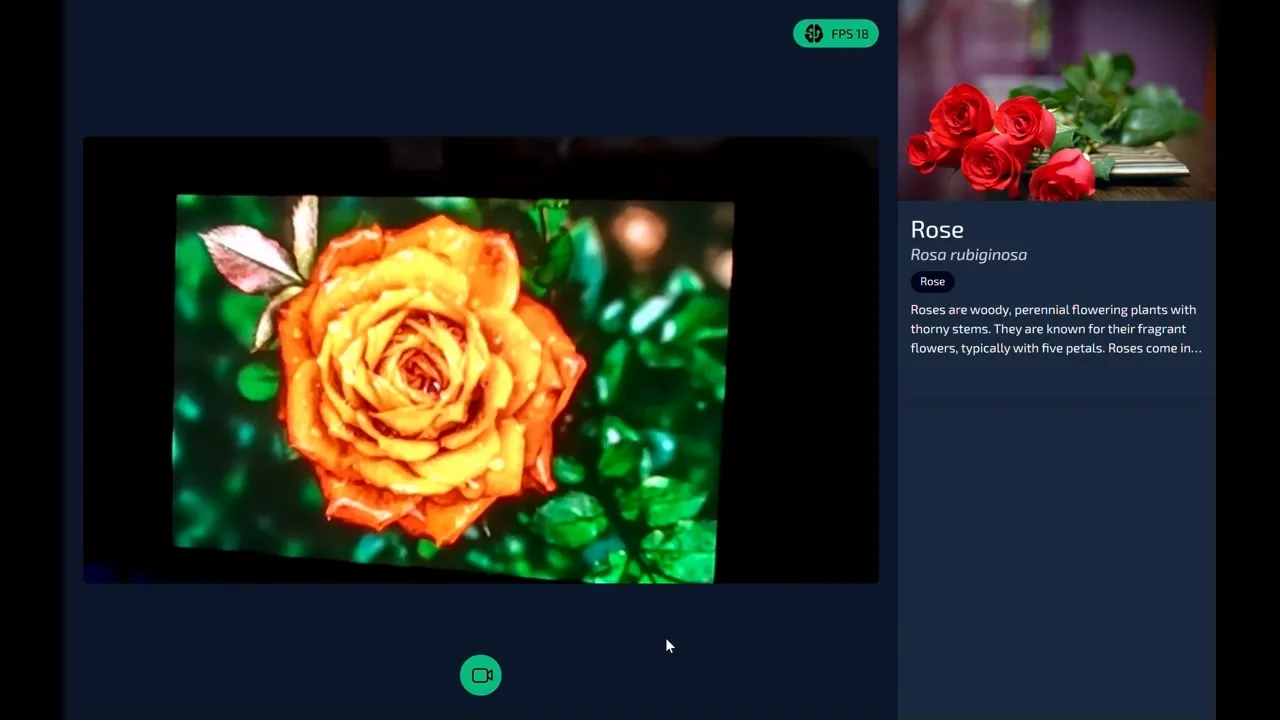 FPS 18
Rose
Rosa rubiginosa
Rose
Roses are woody, perennial flowering plants with
thorny stems. They are known for their fragrant
flowers, typically with five petals. Roses come in…